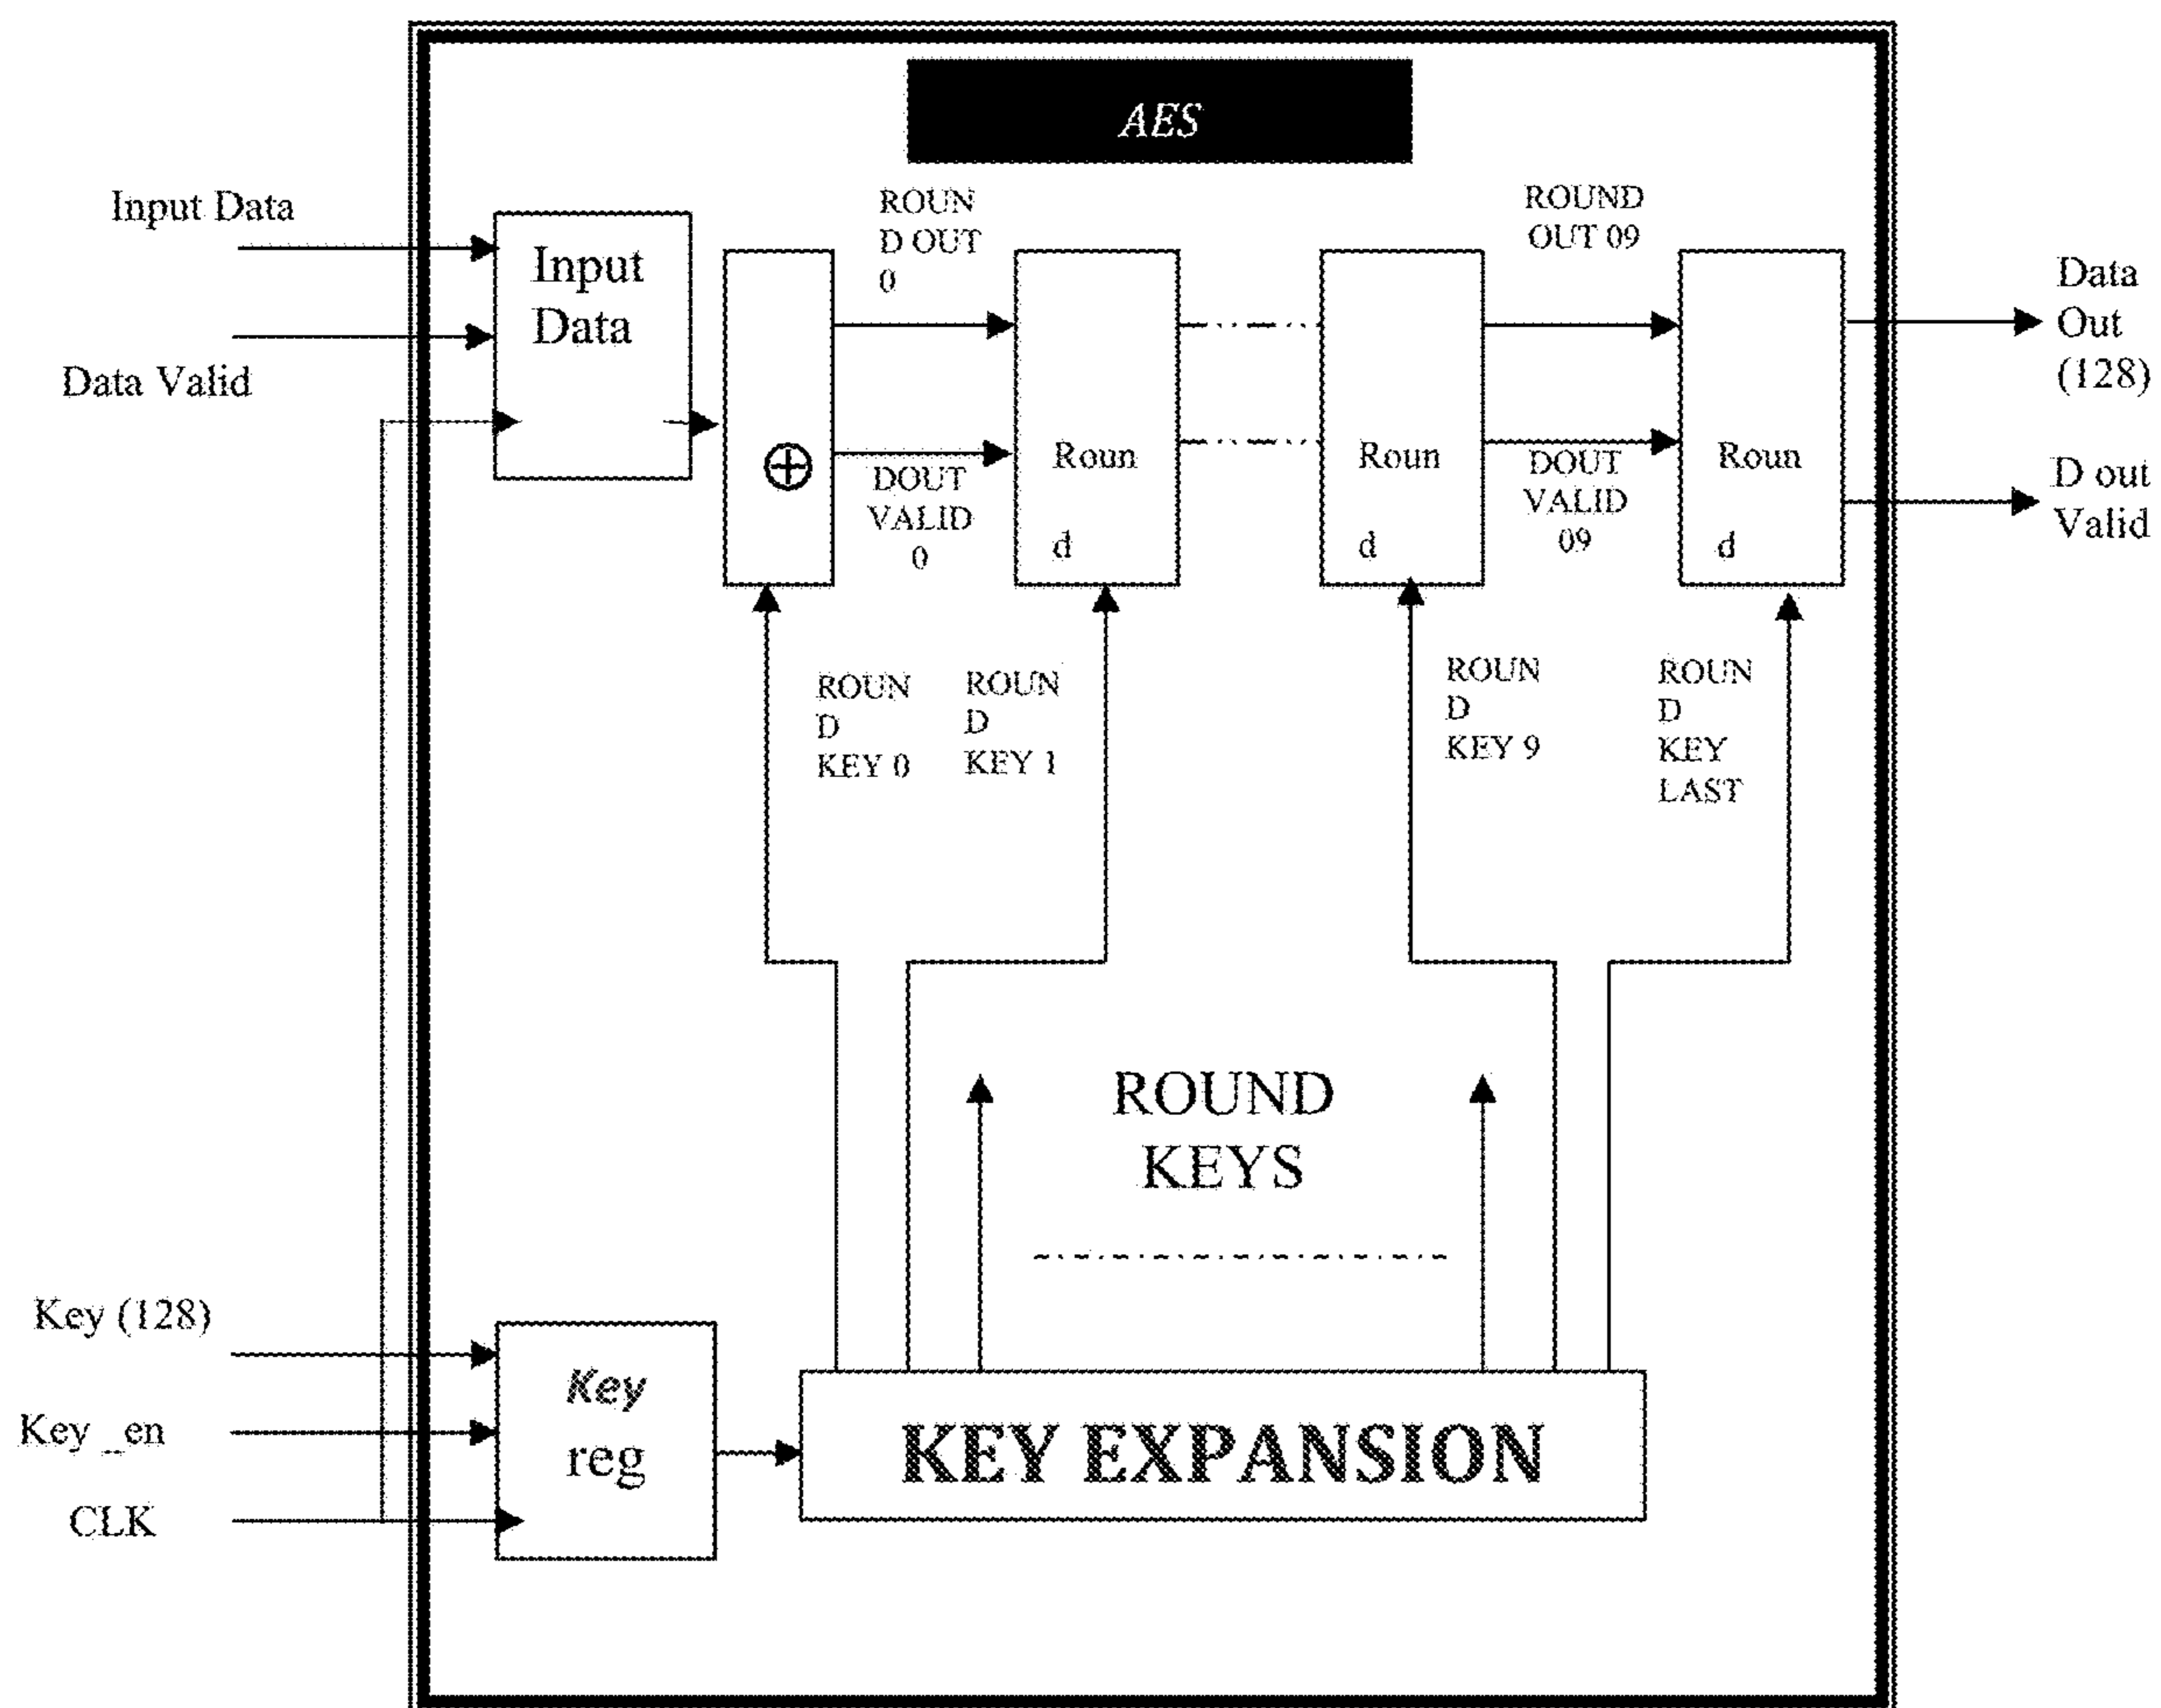 AES
Input Data
Data Valid
Input
Data
ROUN
D OUT
0
DOUT
VALID
0
Roun
d
Roun
d
ROUND
OUT 09
DOUT
VALID
09
Roun
d
Data
Out
(128)
D out
Valid
ROUN
D
KEY 0
ROUN
D
KEY 1
ROUN
D
KEY 9
ROUN
D
KEY
LAST
ROUND
KEYS
Key (128)
Key _en
CLK
Key
reg
KEY EXPANSION